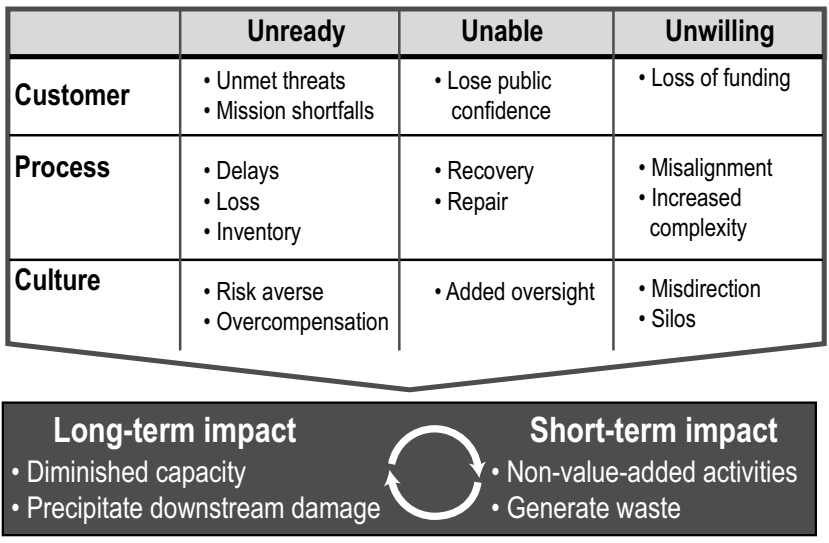 Unready Unable Unwilling
Customer
• Unmet threats
• Mission shortfalls
• Lose public
confidence
• Loss of funding
Process
• Delays
• Loss
• Inventory
• Recovery
• Repair
• Misalignment
• Increased
complexity
Culture
• Risk averse
• Overcompensation
• Added oversight
• Misdirection
• Silos
Long-term impact
• Diminished capacity
• Precipitate downstream damage
Short-term impact
• Non-value-added activities
• Generate waste